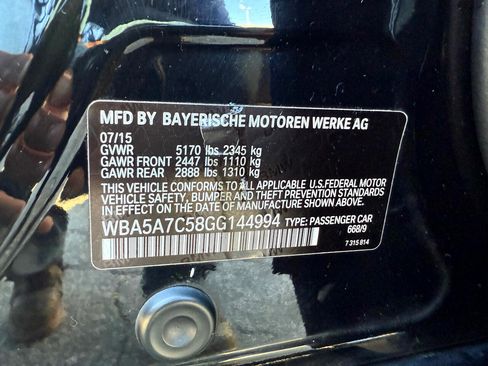 MFD BY BAYERISCHE MOTOREN WERKE AG
07/15
GVWR 5170 lbs 2345 kg
GAWR FRONT 2447 lbs 1110 kg
GAWR REAR 2888 lbs 1310 kg
THIS VEHICLE CONFORMS TO ALL APPLICABLE U.S.FEDERAL MOTOR
VEHICLE SAFETY, BUMPER, AND THEFT PREVENTION STANDARDS
IN EFFECT ON THE DATE OF MANUFACTURE SHOWN ABOVE.
WBA5A7C58GG144994 TYPE: PASSENGER CAR
668/9
7 315 814